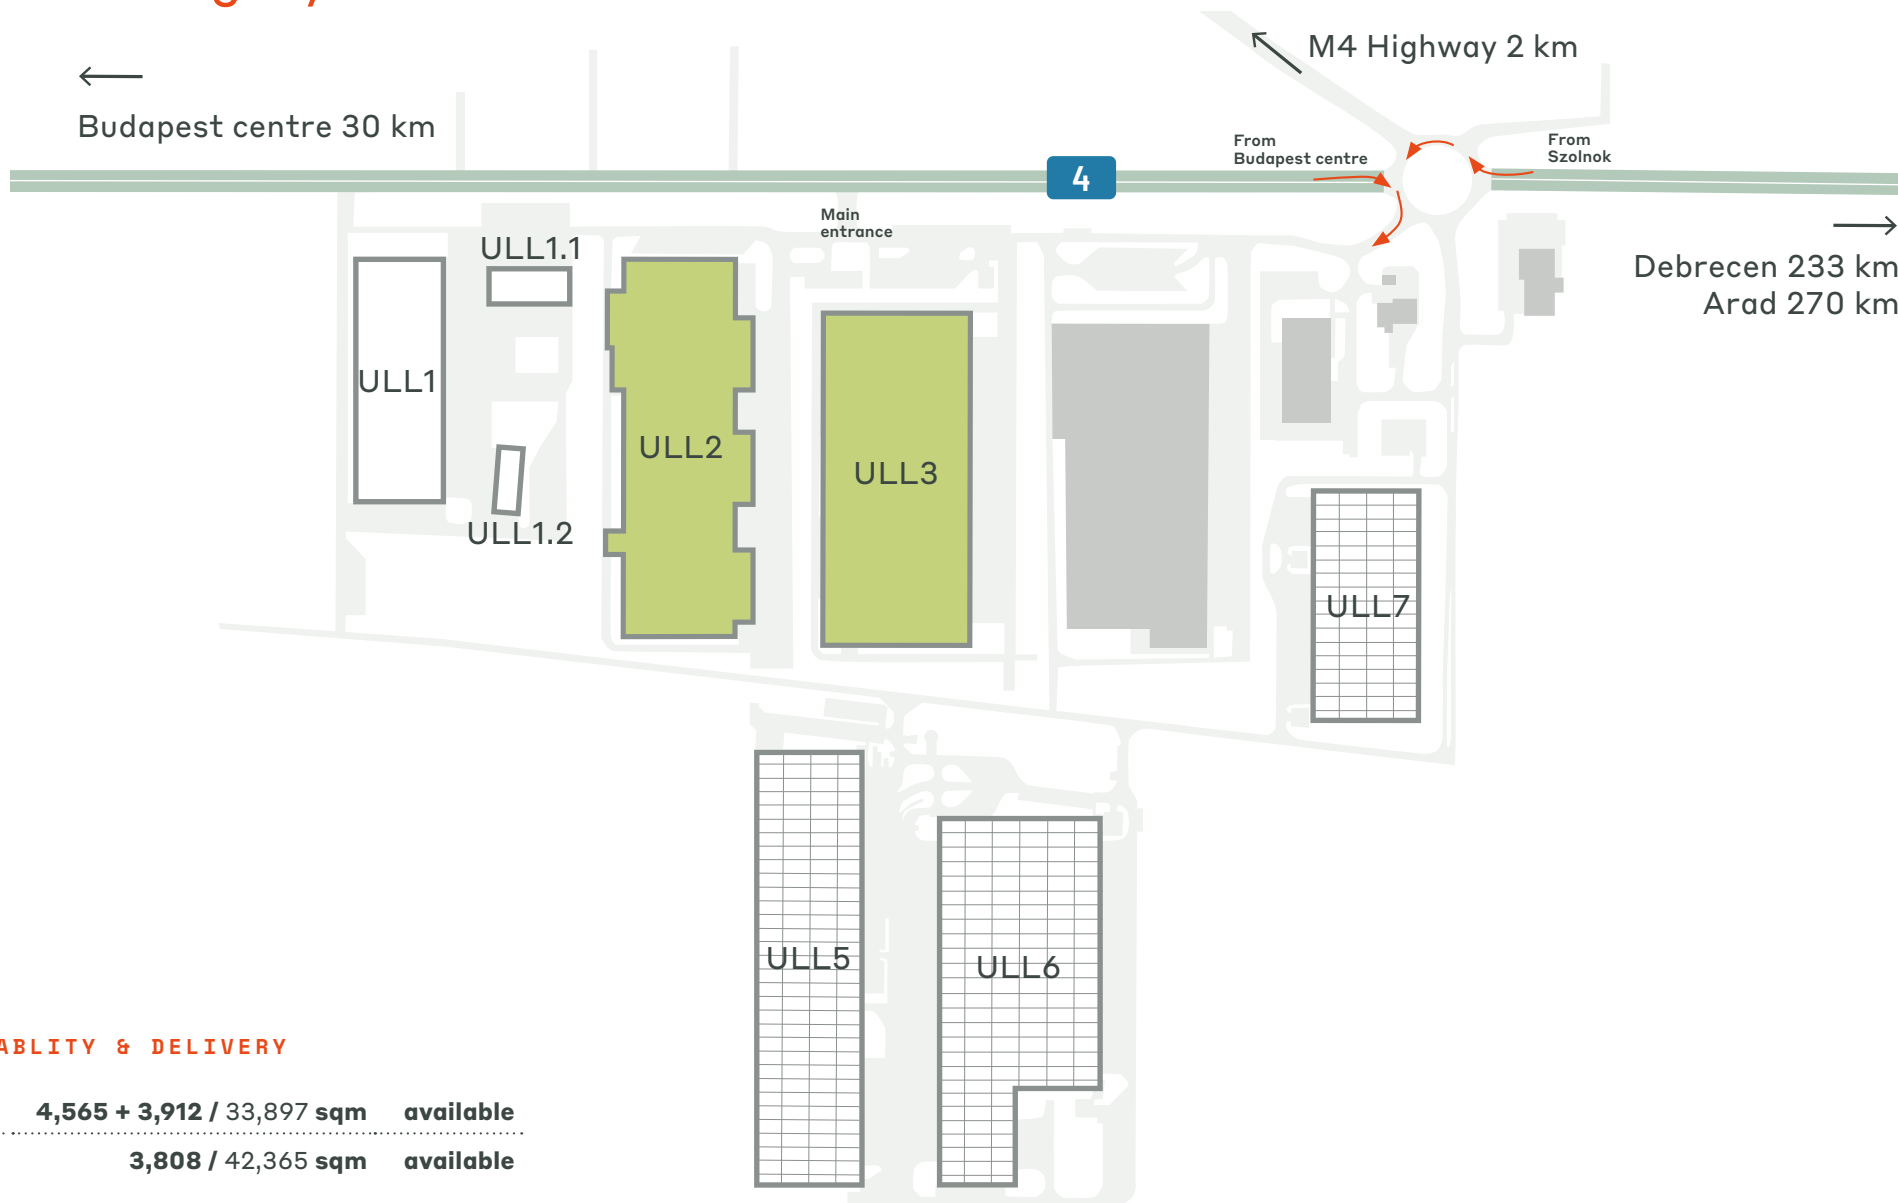 M4 Highway 2 km
Budapest centre 30 km
From
Budapest centre
From
Szolnok
4
Main
entrance
Debrecen 233 km
Arad 270 km
ULL1.1
ULL1
ULL2
ULL3
ULL1.2
ULL7
ULL5
ULL6
ABLITY & DELIVERY
4,565 + 3,912 / 33,897 sqm available
3,808 / 42,365 sqm available